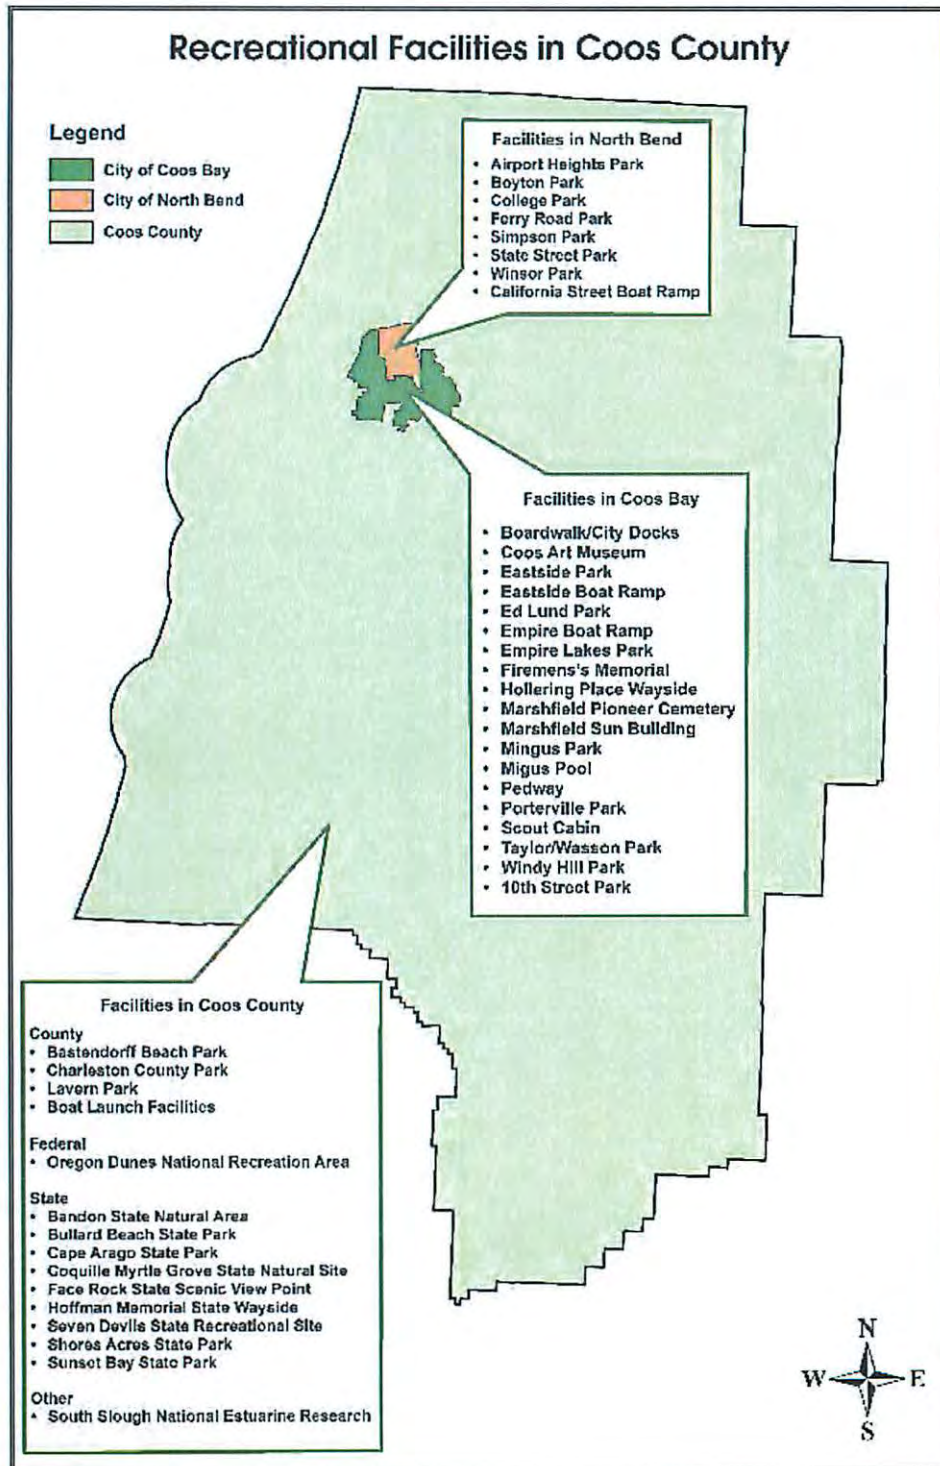 Recreational Facilities in Coos County
Legend
City of Coos Bay
City of North Bend
Coos County
Facilities in North Bend
• Airport Heights Park
• Boyton Park
• College Park
• Ferry Road Park
• Simpson Park
• State Street Park
• Winsor Park
• California Street Boat Ramp
Facilities in Coos Bay
• Boardwalk/City Docks
• Coos Art Museum
• Eastside Park
• Eastside Boat Ramp
• Ed Lund Park
• Empire Boat Ramp
• Empire Lakes Park
• Firemens's Memorial
• Hollering Place Wayside
• Marshfield Pioneer Cemetery
• Marshfield Sun Building
• Mingus Park
• Migus Pool
• Pedway
• Porterville Park
• Scout Cabin
• Taylor/Wasson Park
• Windy Hill Park
• 10th Street Park
Facilities in Coos County
County
• Bastendorff Beach Park
• Charleston County Park
• Lavern Park
• Boat Launch Facilities
Federal
• Oregon Dunes National Recreation Area
State
• Bandon State Natural Area
• Bullard Beach State Park
• Cape Arago State Park
• Coquille Myrtle Grove State Natural Site
• Face Rock State Scenic View Point
• Hoffman Memorial State Wayside
• Seven Devils State Recreational Site
• Shores Acres State Park
• Sunset Bay State Park
Other
• South Slough National Estuarine Research
N
W E
S